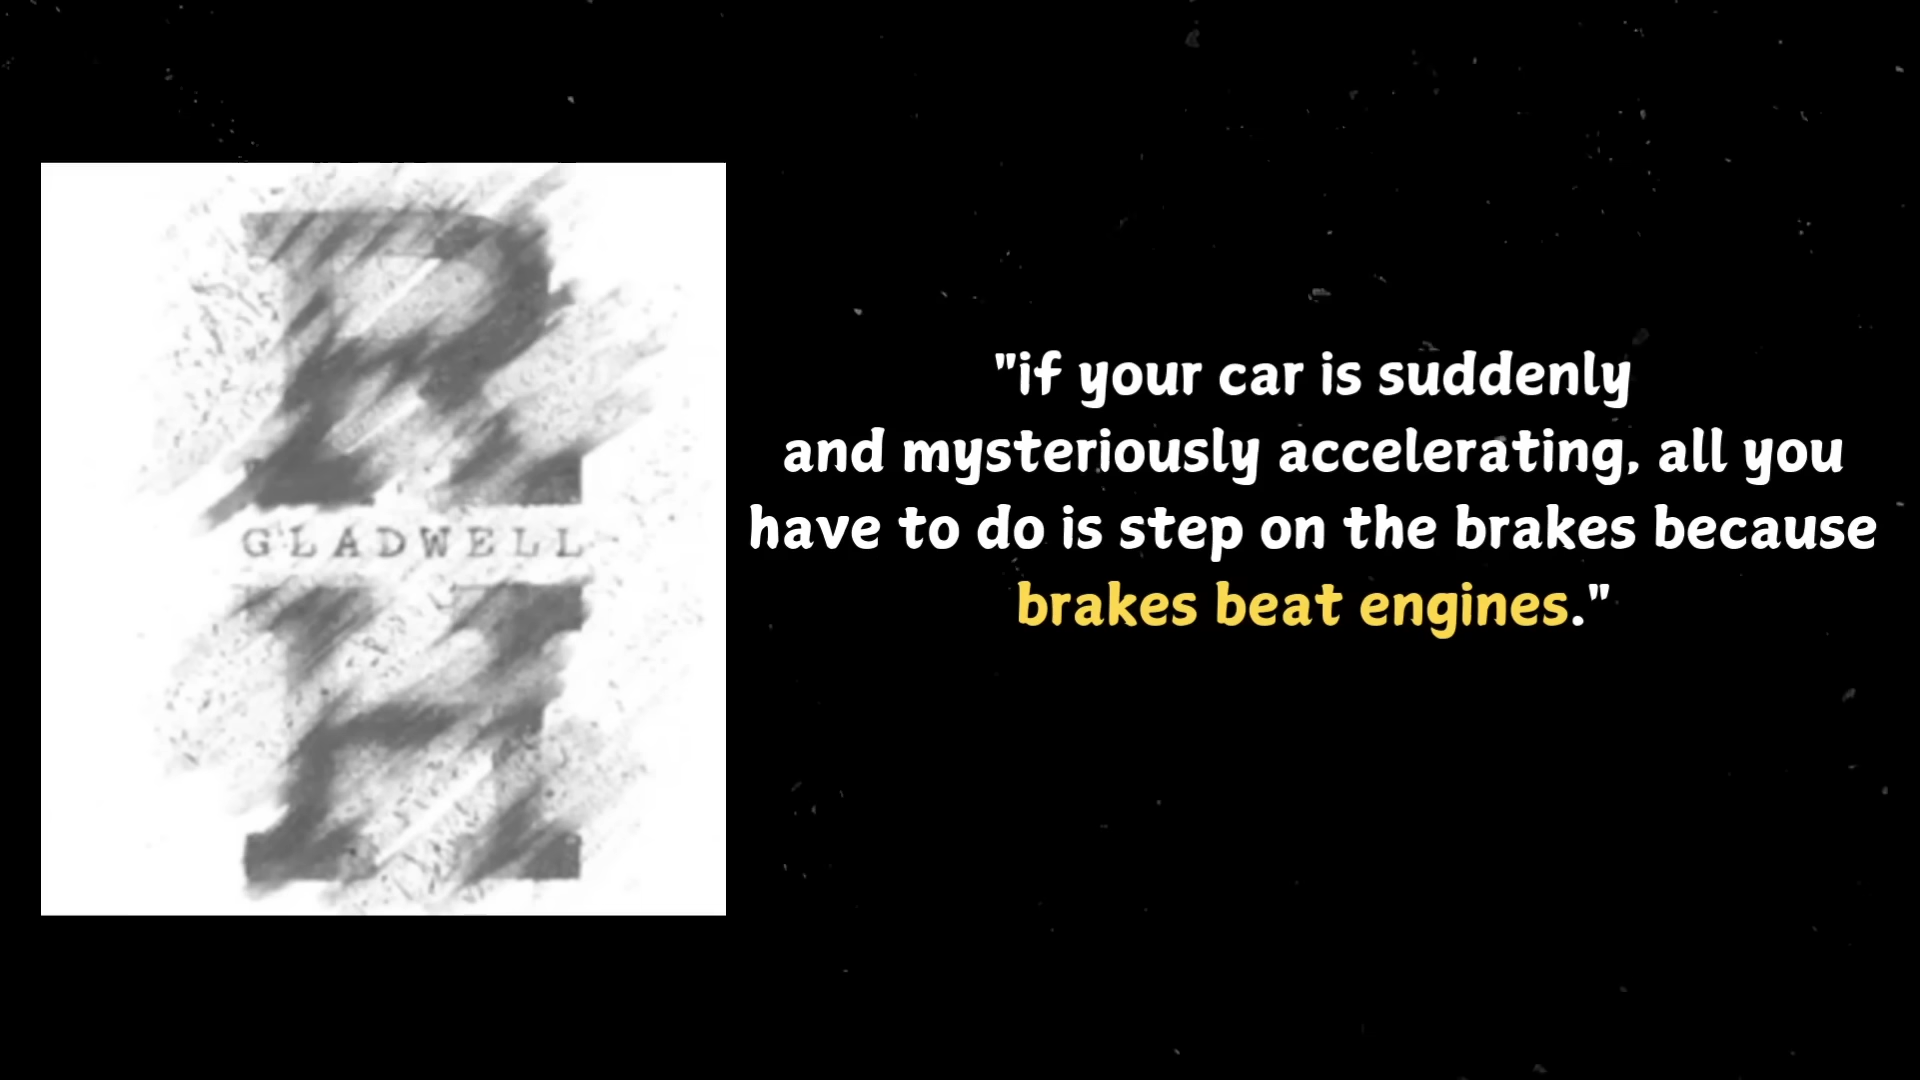 R
GLADWELL
H
"if your car is suddenly
and mysteriously accelerating, all you
have to do is step on the brakes because
brakes beat engines."